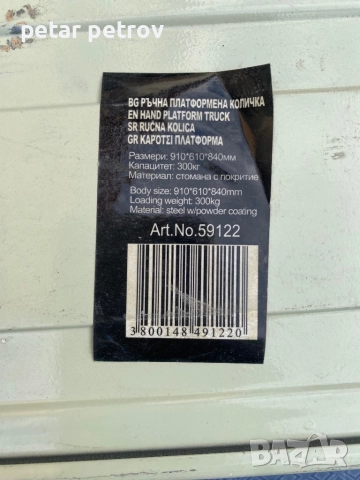 petar petrov
BG РЪЧНА ПЛАТФОРМЕНА КОЛИЧКА
EN HAND PLATFORM TRUCK
SR RUČNA KOLICA
GR ΚΑΡΟΤΣΙ ΠΛΑΤΦΟΡΜΑ
Размери: 910*610*840мм
Капацитет: 300кг
Материал: стомана с покритие
Body size: 910*610*840mm
Loading weight: 300kg
Material: steel w/powder coating
Art.No.59122
3 800148 491220
BAZAR